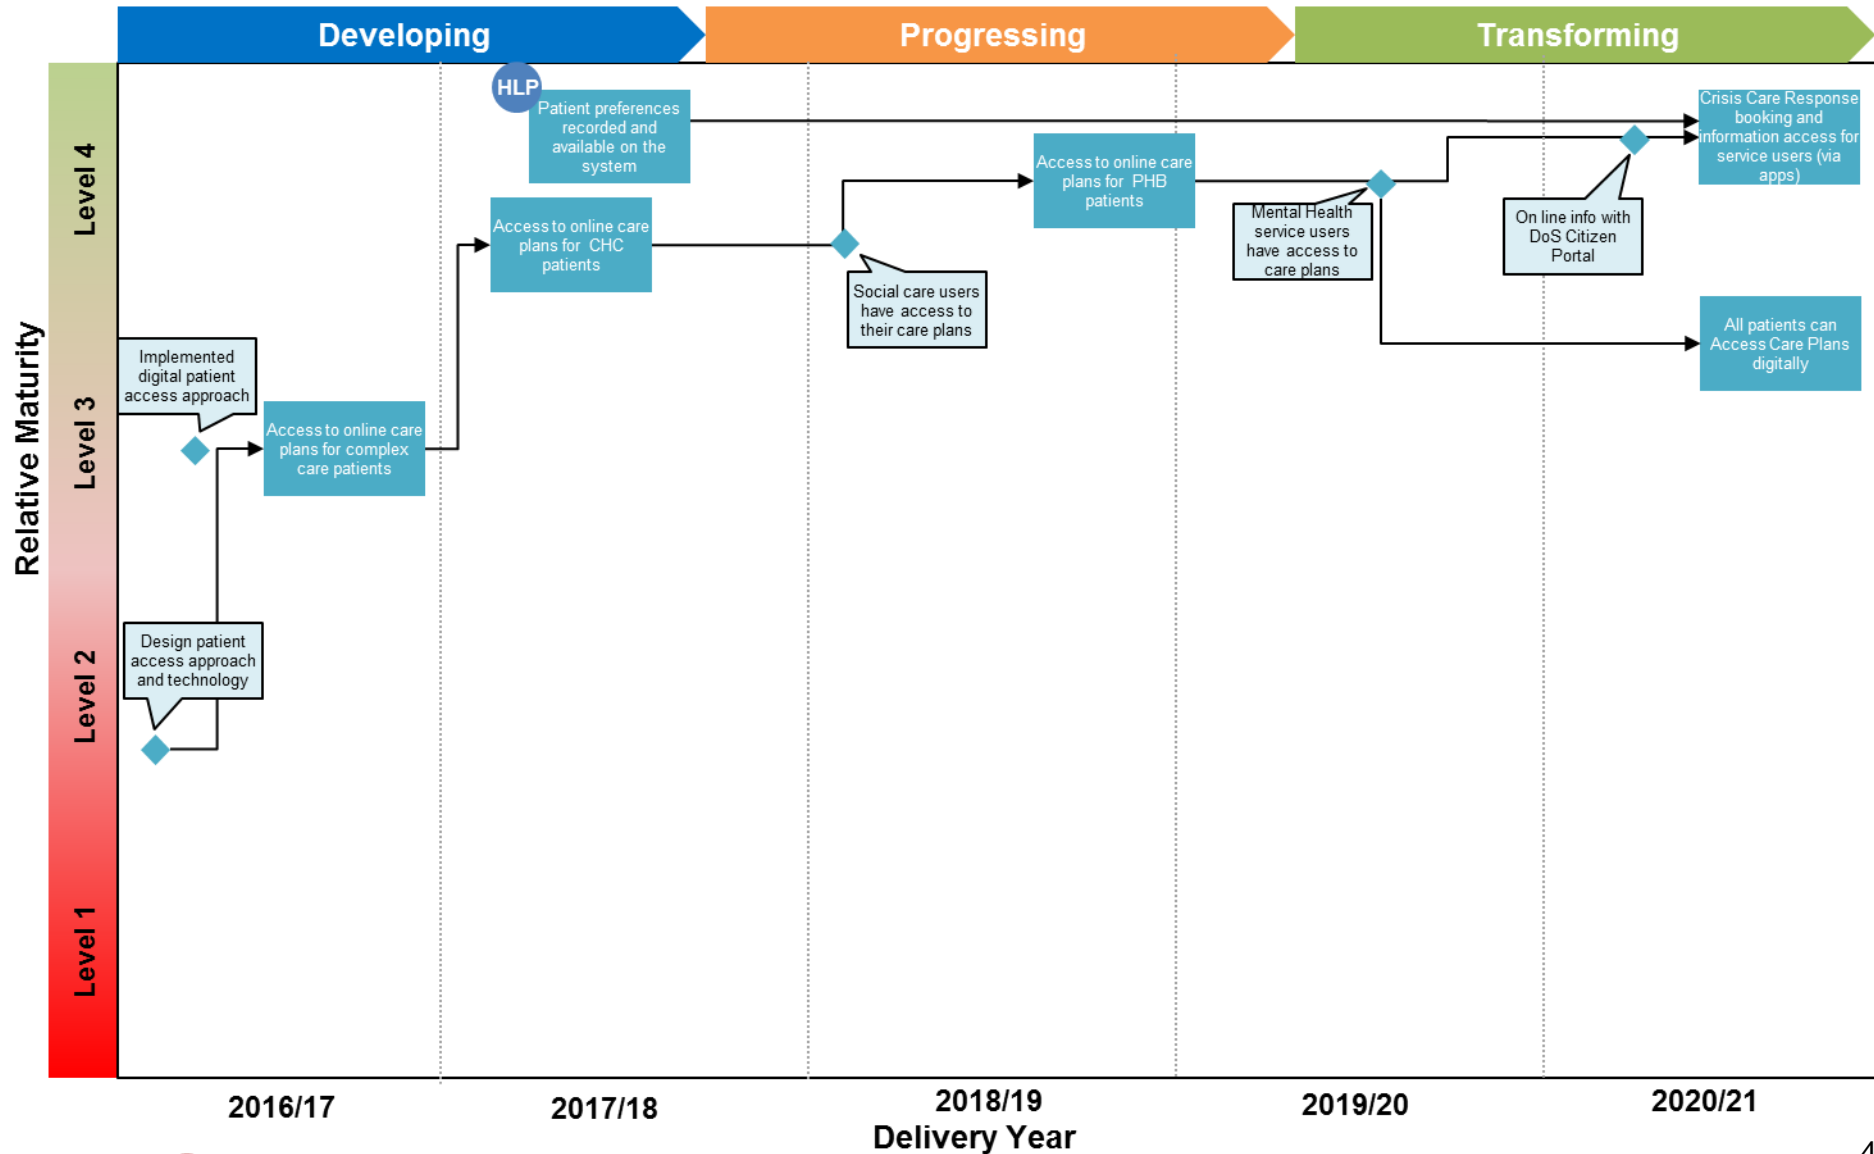 Developing
Progressing
Transforming
HLP
Patient preferences
recorded and
available on the
system
Crisis Care Response
booking and
information access for
service users (via
apps)
Access to online care
plans for PHB
patients
Access to online care
plans for CHC
patients
Mental Health
service users
have access to
care plans
On line info with
DoS Citizen
Portal
Social care users
have access to
their care plans
All patients can
Access Care Plans
digitally
Implemented
digital patient
access approach
Access to online care
plans for complex
care patients
Design patient
access approach
and technology
Relative Maturity
Level 4
Level 3
Level 2
Level 1
2016/17
2017/18
2018/19
2019/20
2020/21
Delivery Year
4